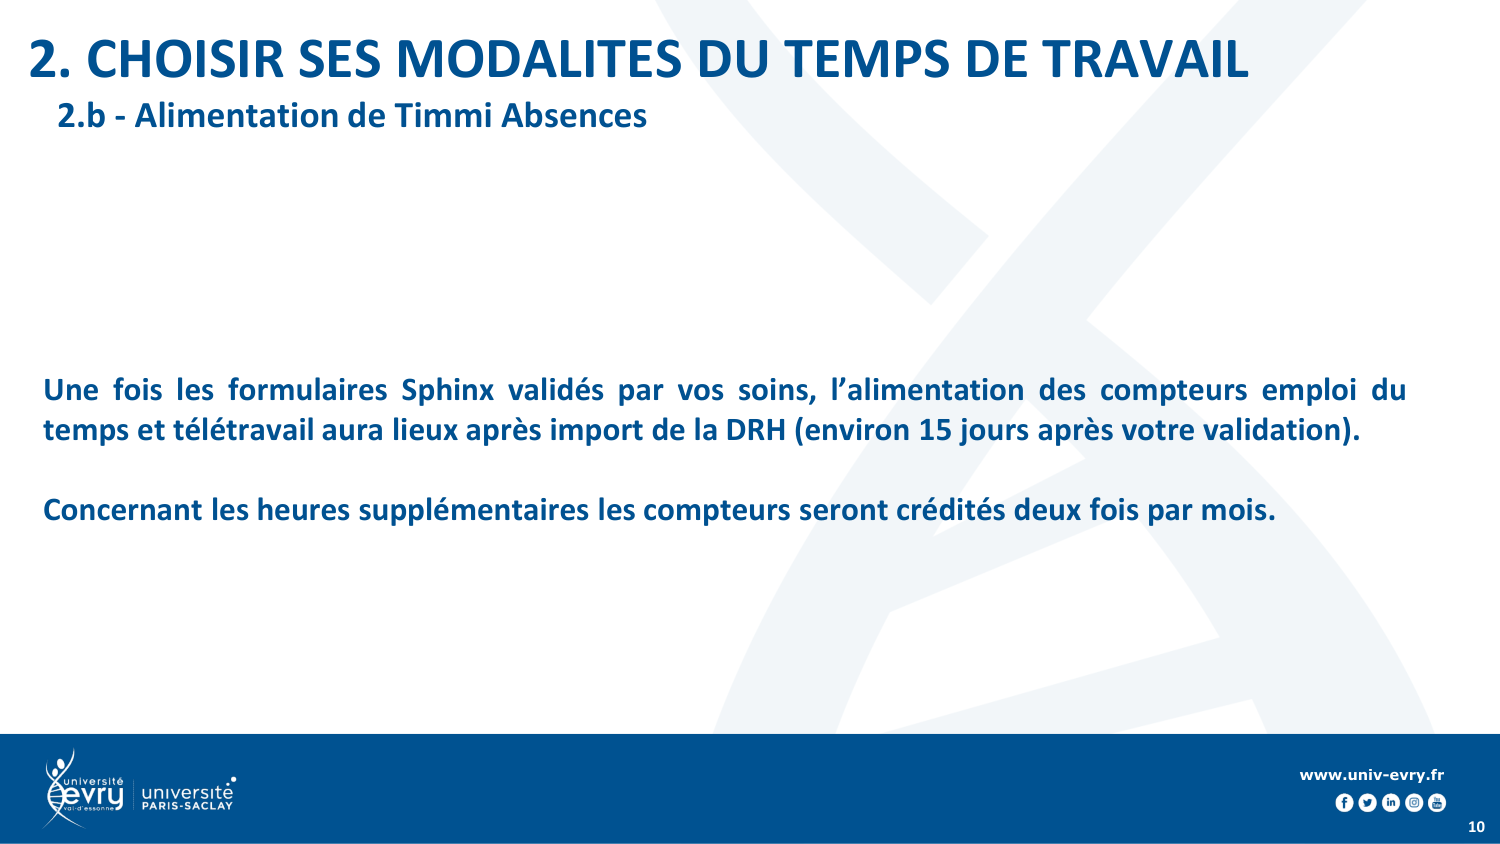 2. CHOISIR SES MODALITES DU TEMPS DE TRAVAIL
2.b - Alimentation de Timmi Absences
Une fois les formulaires Sphinx validés par vos soins, l’alimentation des compteurs emploi du
temps et télétravail aura lieux après import de la DRH (environ 15 jours après votre validation).
Concernant les heures supplémentaires les compteurs seront crédités deux fois par mois.
université
evry
val-d'essonne
université
PARIS-SACLAY
www.univ-evry.fr
10